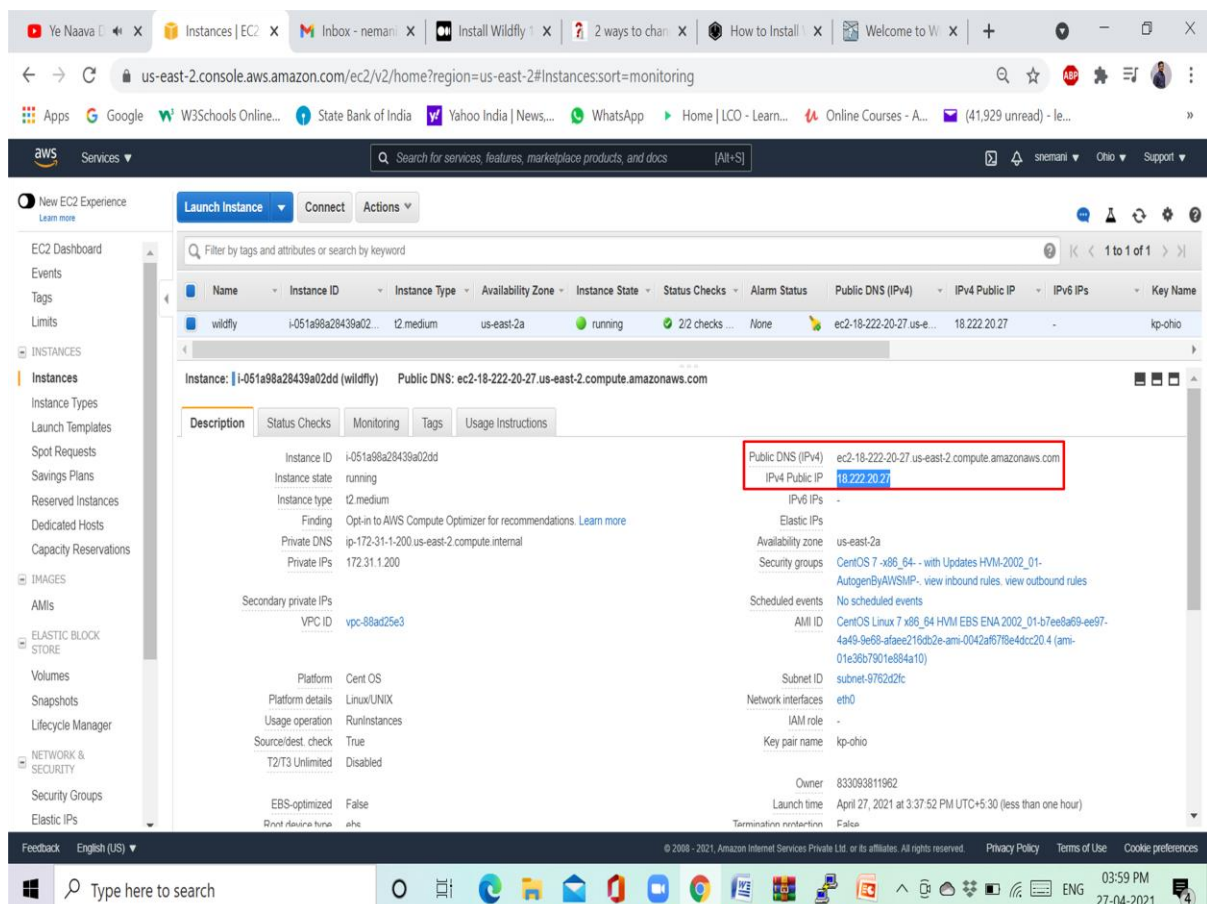 Ye Naava D
Instances | EC2
Inbox - neman
Install Wildfly 1
2 ways to chan
How to Install
Welcome to W
us-east-2.console.aws.amazon.com/ec2/v2/home?region=us-east-2#Instances:sort=monitoring
ABP
Apps Google W3Schools Online... State Bank of India Yahoo India | News,... WhatsApp Home | LCO - Learn... Online Courses - A... (41,929 unread) - le... »
aws Services Search for services, features, marketplace products, and docs [Alt+S] snemani Ohio Support
New EC2 Experience
Learn more
EC2 Dashboard
Events
Tags
Limits
INSTANCES
Instances
Instance Types
Launch Templates
Spot Requests
Savings Plans
Reserved Instances
Dedicated Hosts
Capacity Reservations
IMAGES
AMIs
ELASTIC BLOCK
STORE
Volumes
Snapshots
Lifecycle Manager
NETWORK &
SECURITY
Security Groups
Elastic IPs
Launch Instance Connect Actions
Filter by tags and attributes or search by keyword 1 to 1 of 1
Name Instance ID Instance Type Availability Zone Instance State Status Checks Alarm Status Public DNS (IPv4) IPv4 Public IP IPv6 IPs Key Name
wildfly i-051a98a28439a02... t2.medium us-east-2a running 2/2 checks ... None ec2-18-222-20-27.us-e... 18.222.20.27 - kp-ohio
Instance: i-051a98a28439a02dd (wildfly) Public DNS: ec2-18-222-20-27.us-east-2.compute.amazonaws.com
Description Status Checks Monitoring Tags Usage Instructions
Instance ID i-051a98a28439a02dd
Instance state running
Instance type t2.medium
Finding Opt-in to AWS Compute Optimizer for recommendations. Learn more
Private DNS ip-172-31-1-200.us-east-2.compute.internal
Private IPs 172.31.1.200
Secondary private IPs
VPC ID vpc-88ad25e3
Platform Cent OS
Platform details Linux/UNIX
Usage operation RunInstances
Source/dest. check True
T2/T3 Unlimited Disabled
EBS-optimized False
Root device type ebs
Public DNS (IPv4) ec2-18-222-20-27.us-east-2.compute.amazonaws.com
IPv4 Public IP 18.222.20.27
IPv6 IPs -
Elastic IPs
Availability zone us-east-2a
Security groups CentOS 7 -x86_64- - with Updates HVM-2002_01-
AutogenByAWSMP-. view inbound rules. view outbound rules
Scheduled events No scheduled events
AMI ID CentOS Linux 7 x86_64 HVM EBS ENA 2002_01-b7ee8a69-ee97-
4a49-9e68-afaee216db2e-ami-0042af67f8e4dcc20.4 (ami-
01e36b7901e884a10)
Subnet ID subnet-9762d2fc
Network interfaces eth0
IAM role -
Key pair name kp-ohio
Owner 833093811962
Launch time April 27, 2021 at 3:37:52 PM UTC+5:30 (less than one hour)
Termination protection False
Feedback English (US) © 2008 - 2021, Amazon Internet Services Private Ltd. or its affiliates. All rights reserved. Privacy Policy Terms of Use Cookie preferences
Type here to search ENG 03:59 PM
27-04-2021 4